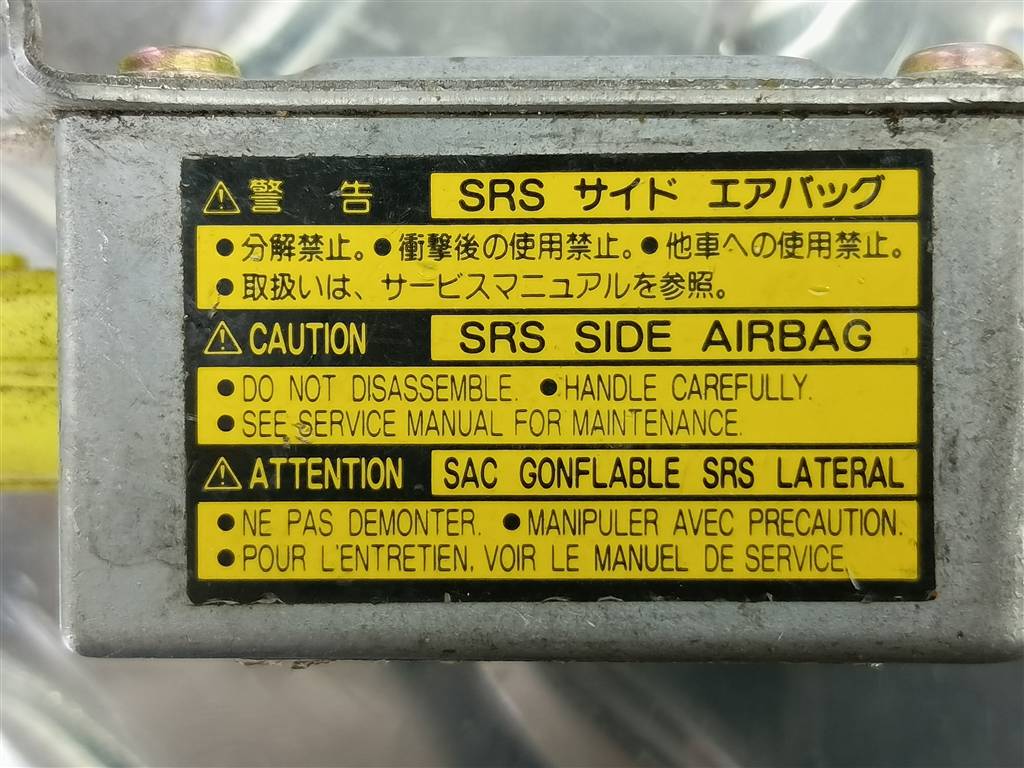 ⚠警告 SRS サイド エアバッグ
●分解禁止。●衝撃後の使用禁止。●他車への使用禁止。
●取扱いは、サービスマニュアルを参照。
⚠CAUTION SRS SIDE AIRBAG
●DO NOT DISASSEMBLE. ●HANDLE CAREFULLY.
●SEE SERVICE MANUAL FOR MAINTENANCE.
⚠ATTENTION SAC GONFLABLE SRS LATERAL
●NE PAS DEMONTER. ●MANIPULER AVEC PRECAUTION.
●POUR L'ENTRETIEN, VOIR LE MANUEL DE SERVICE.